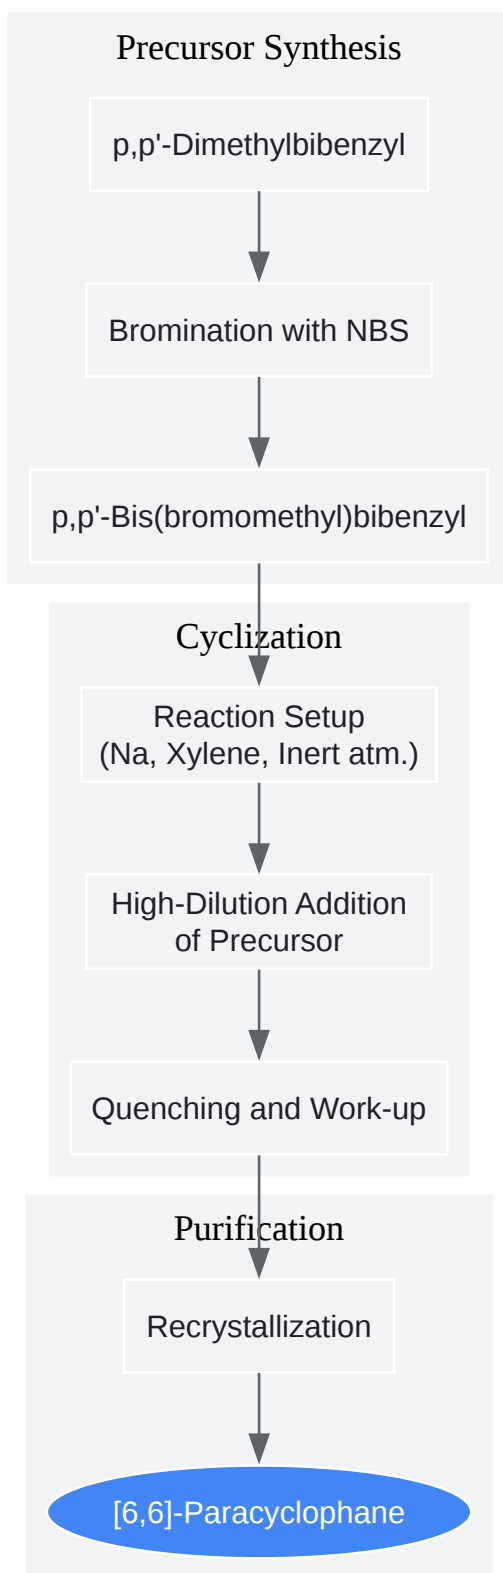 Precursor Synthesis
p,p'-Dimethylbibenzyl
Bromination with NBS
p,p'-Bis(bromomethyl)bibenzyl
Cyclization
Reaction Setup
(Na, Xylene, Inert atm.)
High-Dilution Addition
of Precursor
Quenching and Work-up
Purification
Recrystallization
[6,6]-Paracyclophane